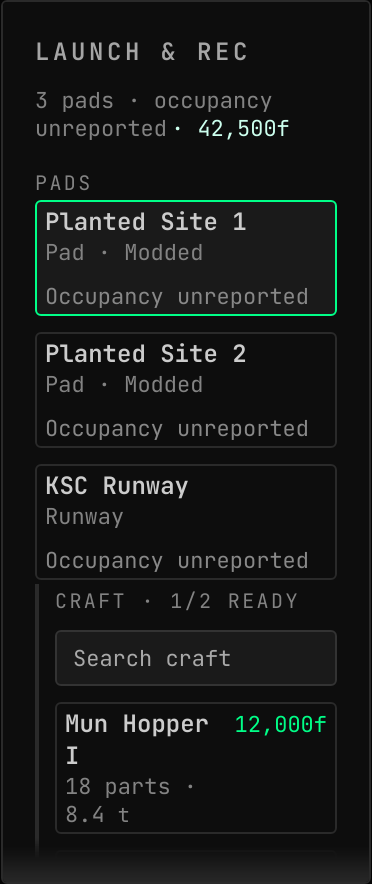 LAUNCH & REC
3 pads · occupancy
unreported · 42,500f
PADS
Planted Site 1
Pad · Modded
Occupancy unreported
Planted Site 2
Pad · Modded
Occupancy unreported
KSC Runway
Runway
Occupancy unreported
CRAFT · 1/2 READY
Search craft
Mun Hopper 12,000f
I
18 parts ·
8.4 t